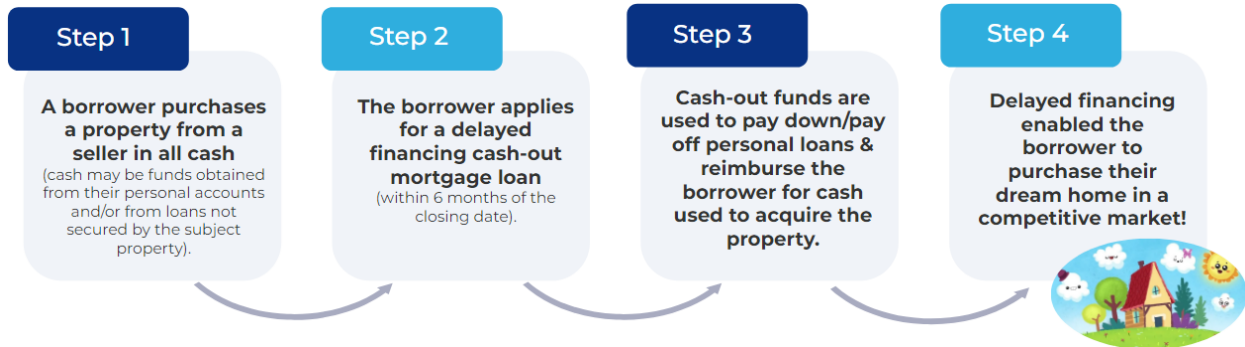 Step 1
A borrower purchases
a property from a
seller in all cash
(cash may be funds obtained
from their personal accounts
and/or from loans not
secured by the subject
property).
Step 2
The borrower applies
for a delayed
financing cash-out
mortgage loan
(within 6 months of the
closing date).
Step 3
Cash-out funds are
used to pay down/pay
off personal loans &
reimburse the
borrower for cash
used to acquire the
property.
Step 4
Delayed financing
enabled the
borrower to
purchase their
dream home in a
competitive market!